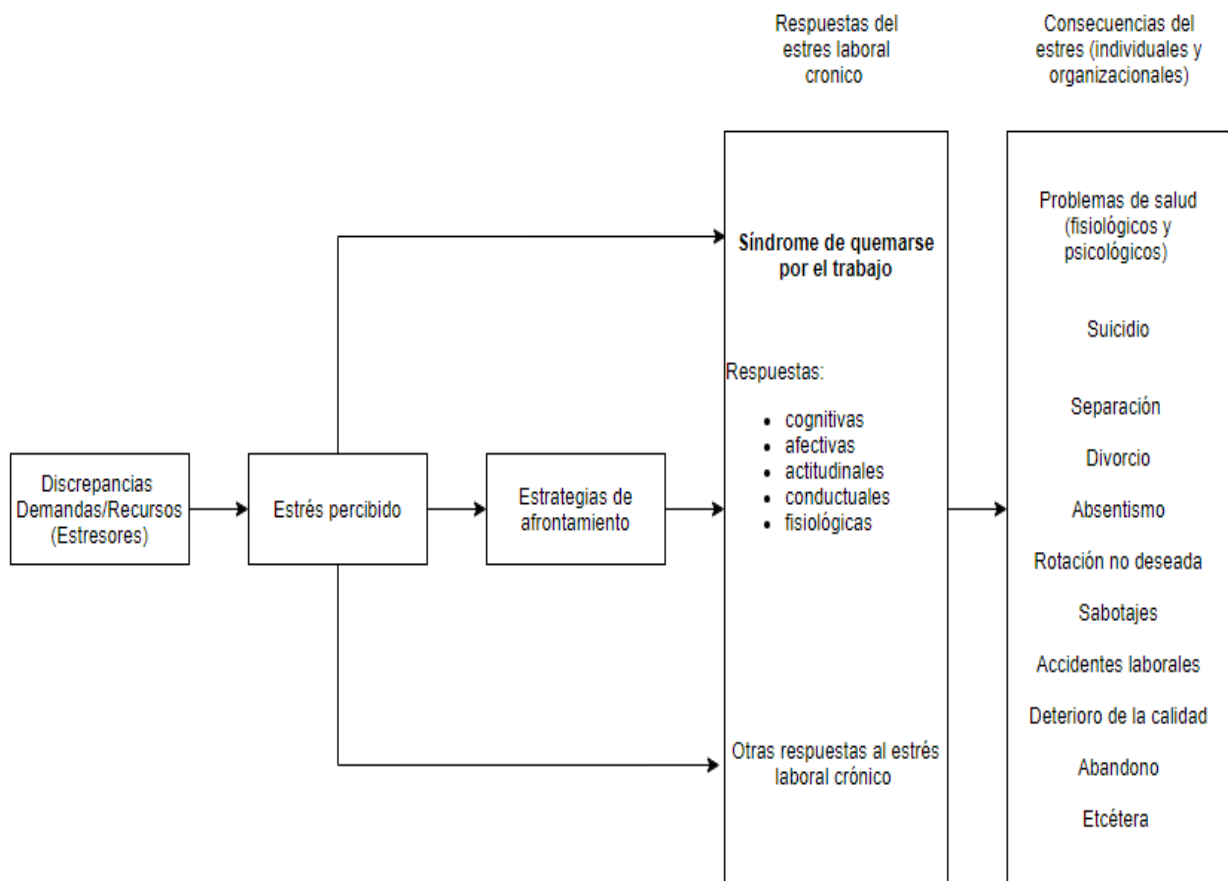 Respuestas del
estres laboral
cronico
Consecuencias del
estres (individuales y
organizacionales)
Discrepancias
Demandas/Recursos
(Estresores)
Estrés percibido
Estrategias de
afrontamiento
Síndrome de quemarse
por el trabajo
Respuestas:
• cognitivas
• afectivas
• actitudinales
• conductuales
• fisiológicas
Otras respuestas al estrés
laboral crónico
Problemas de salud
(fisiológicos y
psicológicos)
Suicidio
Separación
Divorcio
Absentismo
Rotación no deseada
Sabotajes
Accidentes laborales
Deterioro de la calidad
Abandono
Etcétera